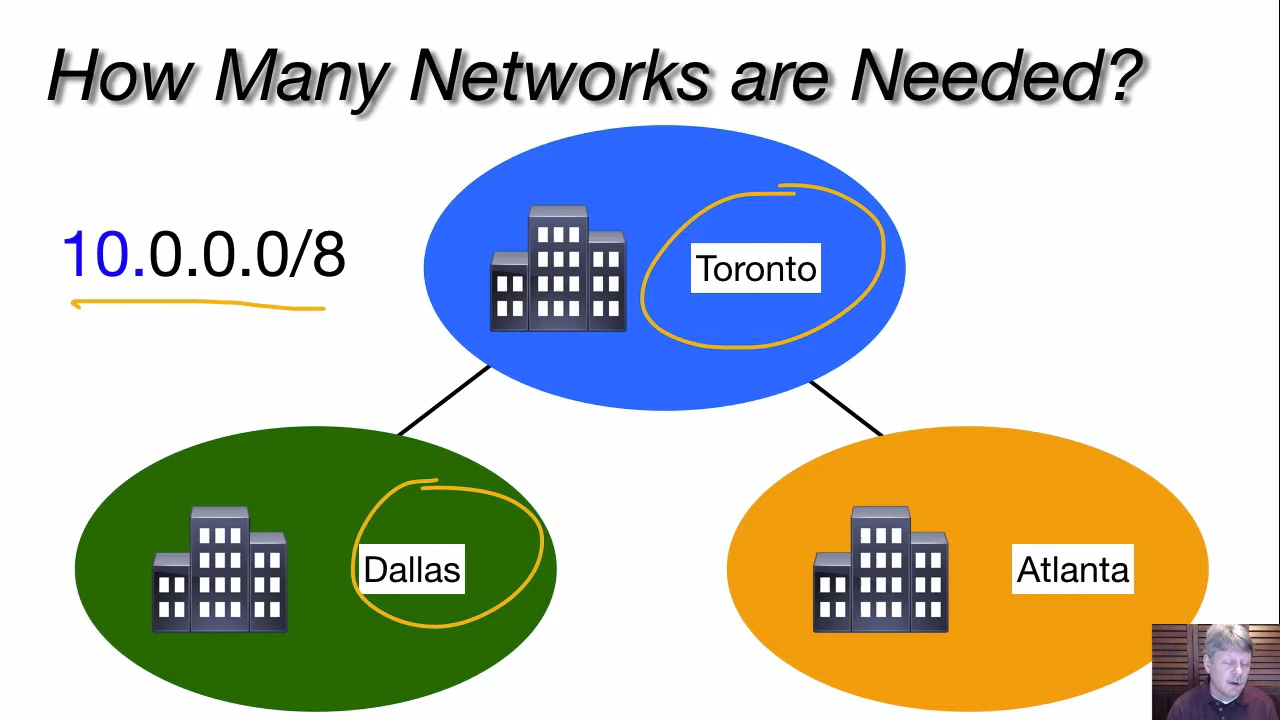 How Many Networks are Needed?
10.0.0.0/8
Toronto
Dallas
Atlanta